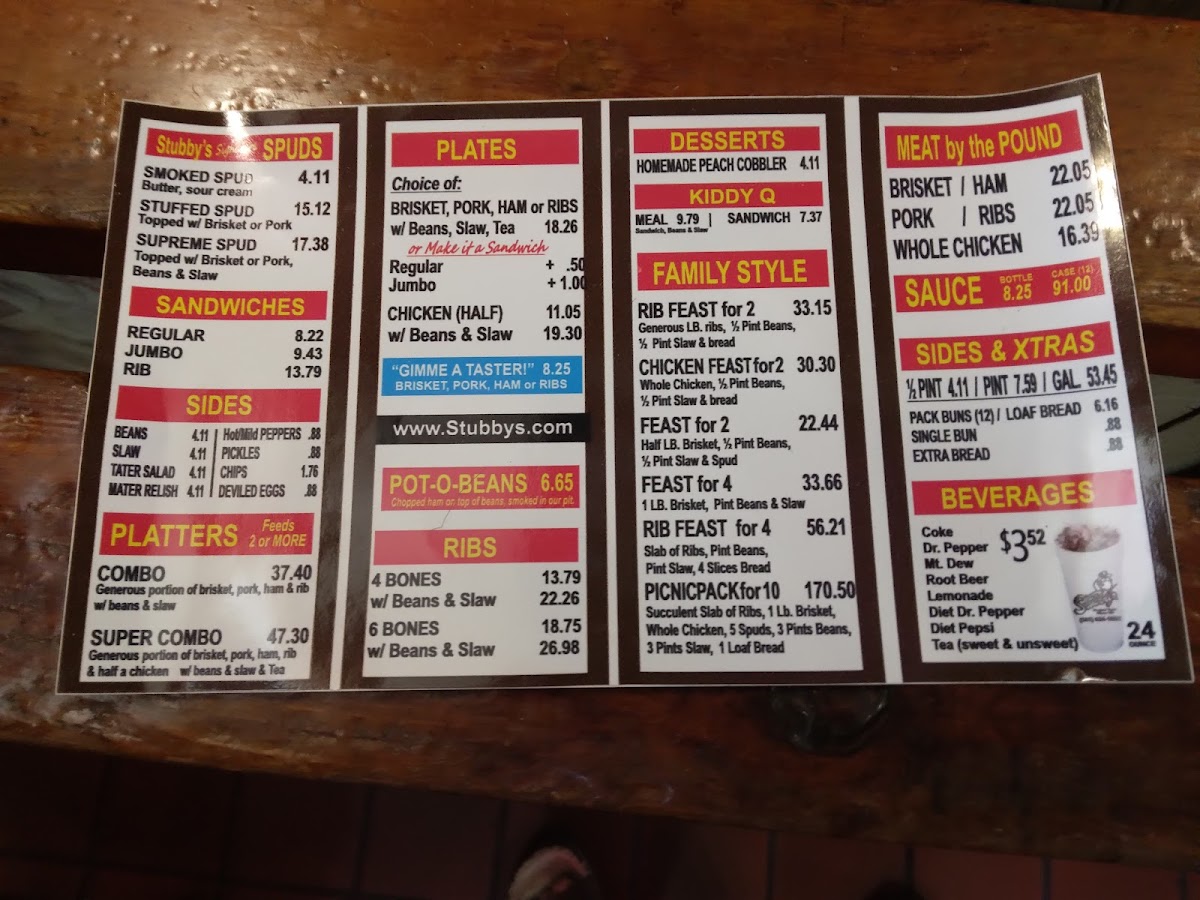 Stubby's SPUDS
SMOKED SPUD 4.11
Butter, sour cream
STUFFED SPUD 15.12
Topped w/ Brisket or Pork
SUPREME SPUD 17.38
Topped w/ Brisket or Pork,
Beans & Slaw
SANDWICHES
REGULAR 8.22
JUMBO 9.43
RIB 13.79
SIDES
BEANS 4.11 | Hot/Mild PEPPERS .88
SLAW 4.11 | PICKLES .88
TATER SALAD 4.11 | CHIPS 1.76
MATER RELISH 4.11 | DEVILED EGGS .88
PLATTERS Feeds
2 or MORE
COMBO 37.40
Generous portion of brisket, pork, ham & rib
w/ beans & slaw
SUPER COMBO 47.30
Generous portion of brisket, pork, ham, rib
& half a chicken w/ beans & slaw & Tea
PLATES
Choice of:
BRISKET, PORK, HAM or RIBS
w/ Beans, Slaw, Tea 18.26
or Make it a Sandwich
Regular + .50
Jumbo + 1.00
CHICKEN (HALF) 11.05
w/ Beans & Slaw 19.30
"GIMME A TASTER!" 8.25
BRISKET, PORK, HAM or RIBS
www.Stubbys.com
POT-O-BEANS 6.65
Chopped ham on top of beans, smoked in our pit.
RIBS
4 BONES 13.79
w/ Beans & Slaw 22.26
6 BONES 18.75
w/ Beans & Slaw 26.98
DESSERTS
HOMEMADE PEACH COBBLER 4.11
KIDDY Q
MEAL 9.79 | SANDWICH 7.37
Sandwich, Beans & Slaw
FAMILY STYLE
RIB FEAST for 2 33.15
Generous LB. ribs, ½ Pint Beans,
½ Pint Slaw & bread
CHICKEN FEAST for 2 30.30
Whole Chicken, ½ Pint Beans,
½ Pint Slaw & bread
FEAST for 2 22.44
Half LB. Brisket, ½ Pint Beans,
½ Pint Slaw & Spud
FEAST for 4 33.66
1 LB. Brisket, Pint Beans & Slaw
RIB FEAST for 4 56.21
Slab of Ribs, Pint Beans,
Pint Slaw, 4 Slices Bread
PICNIC PACK for 10 170.50
Succulent Slab of Ribs, 1 Lb. Brisket,
Whole Chicken, 5 Spuds, 3 Pints Beans,
3 Pints Slaw, 1 Loaf Bread
MEAT by the POUND
BRISKET / HAM 22.05
PORK / RIBS 22.05
WHOLE CHICKEN 16.39
SAUCE BOTTLE 8.25 CASE (12) 91.00
SIDES & XTRAS
½ PINT 4.11 / PINT 7.59 / GAL. 53.45
PACK BUNS (12) / LOAF BREAD 6.16
SINGLE BUN .88
EXTRA BREAD .88
BEVERAGES
Coke
Dr. Pepper $3.52
Mt. Dew
Root Beer
Lemonade
Diet Dr. Pepper
Diet Pepsi
Tea (sweet & unsweet)
24
OUNCE